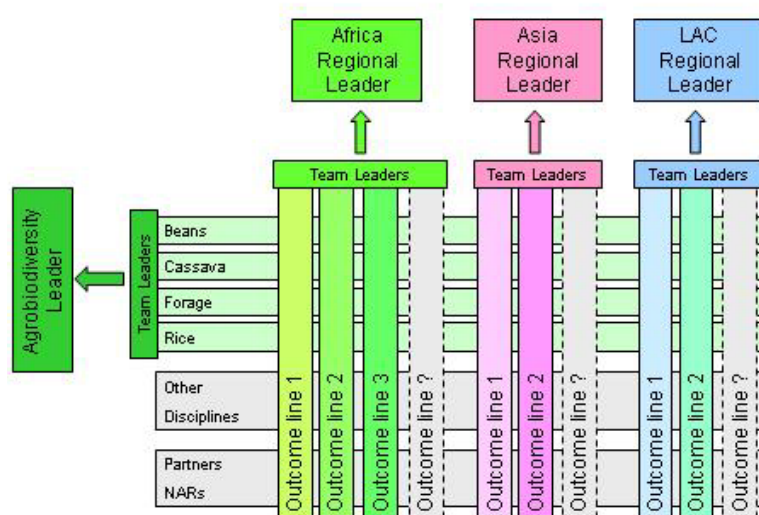 Africa
Regional
Leader
Asia
Regional
Leader
LAC
Regional
Leader
Team Leaders
Team Leaders
Team Leaders
Agrobiodiversity
Leader
Team Leaders
Beans
Cassava
Forage
Rice
Other
Disciplines
Partners
NARs
Outcome line 1
Outcome line 2
Outcome line 3
Outcome line ?
Outcome line 1
Outcome line 2
Outcome line ?
Outcome line 1
Outcome line 2
Outcome line ?